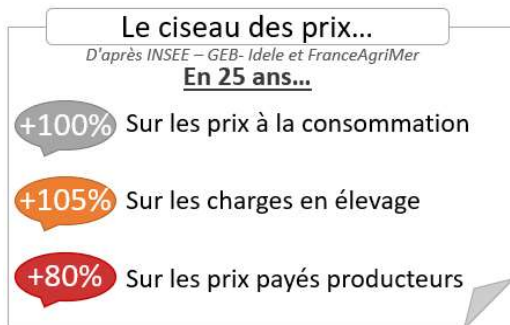 Le ciseau des prix...
D'après INSEE – GEB- Idele et FranceAgriMer
En 25 ans...
+100% Sur les prix à la consommation
+105% Sur les charges en élevage
+80% Sur les prix payés producteurs